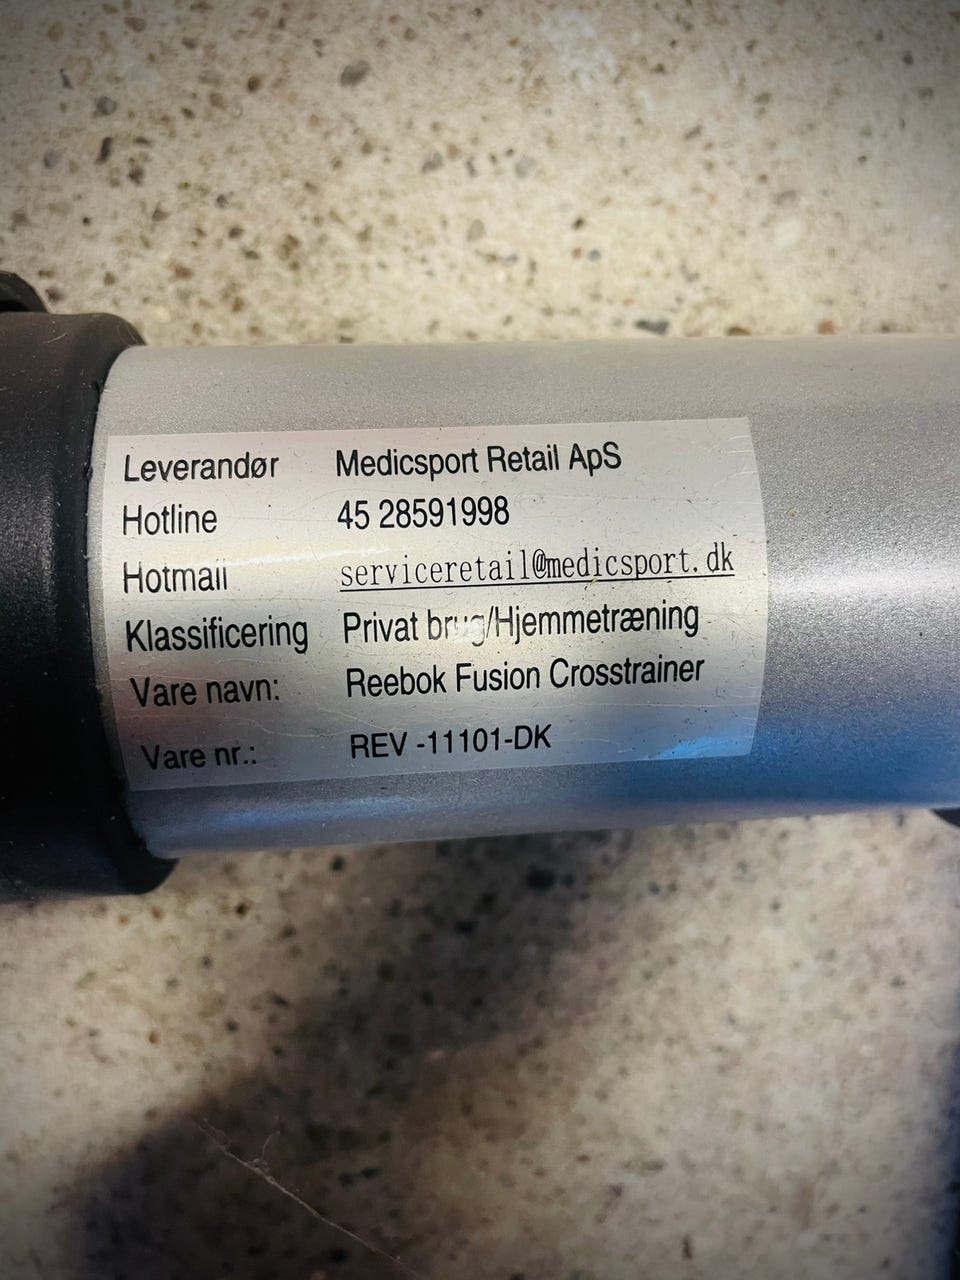 Leverandør Medicsport Retail ApS
Hotline 45 28591998
Hotmail serviceretail@medicsport.dk
Klassificering Privat brug/Hjemmetræning
Vare navn: Reebok Fusion Crosstrainer
Vare nr.: REV -11101-DK